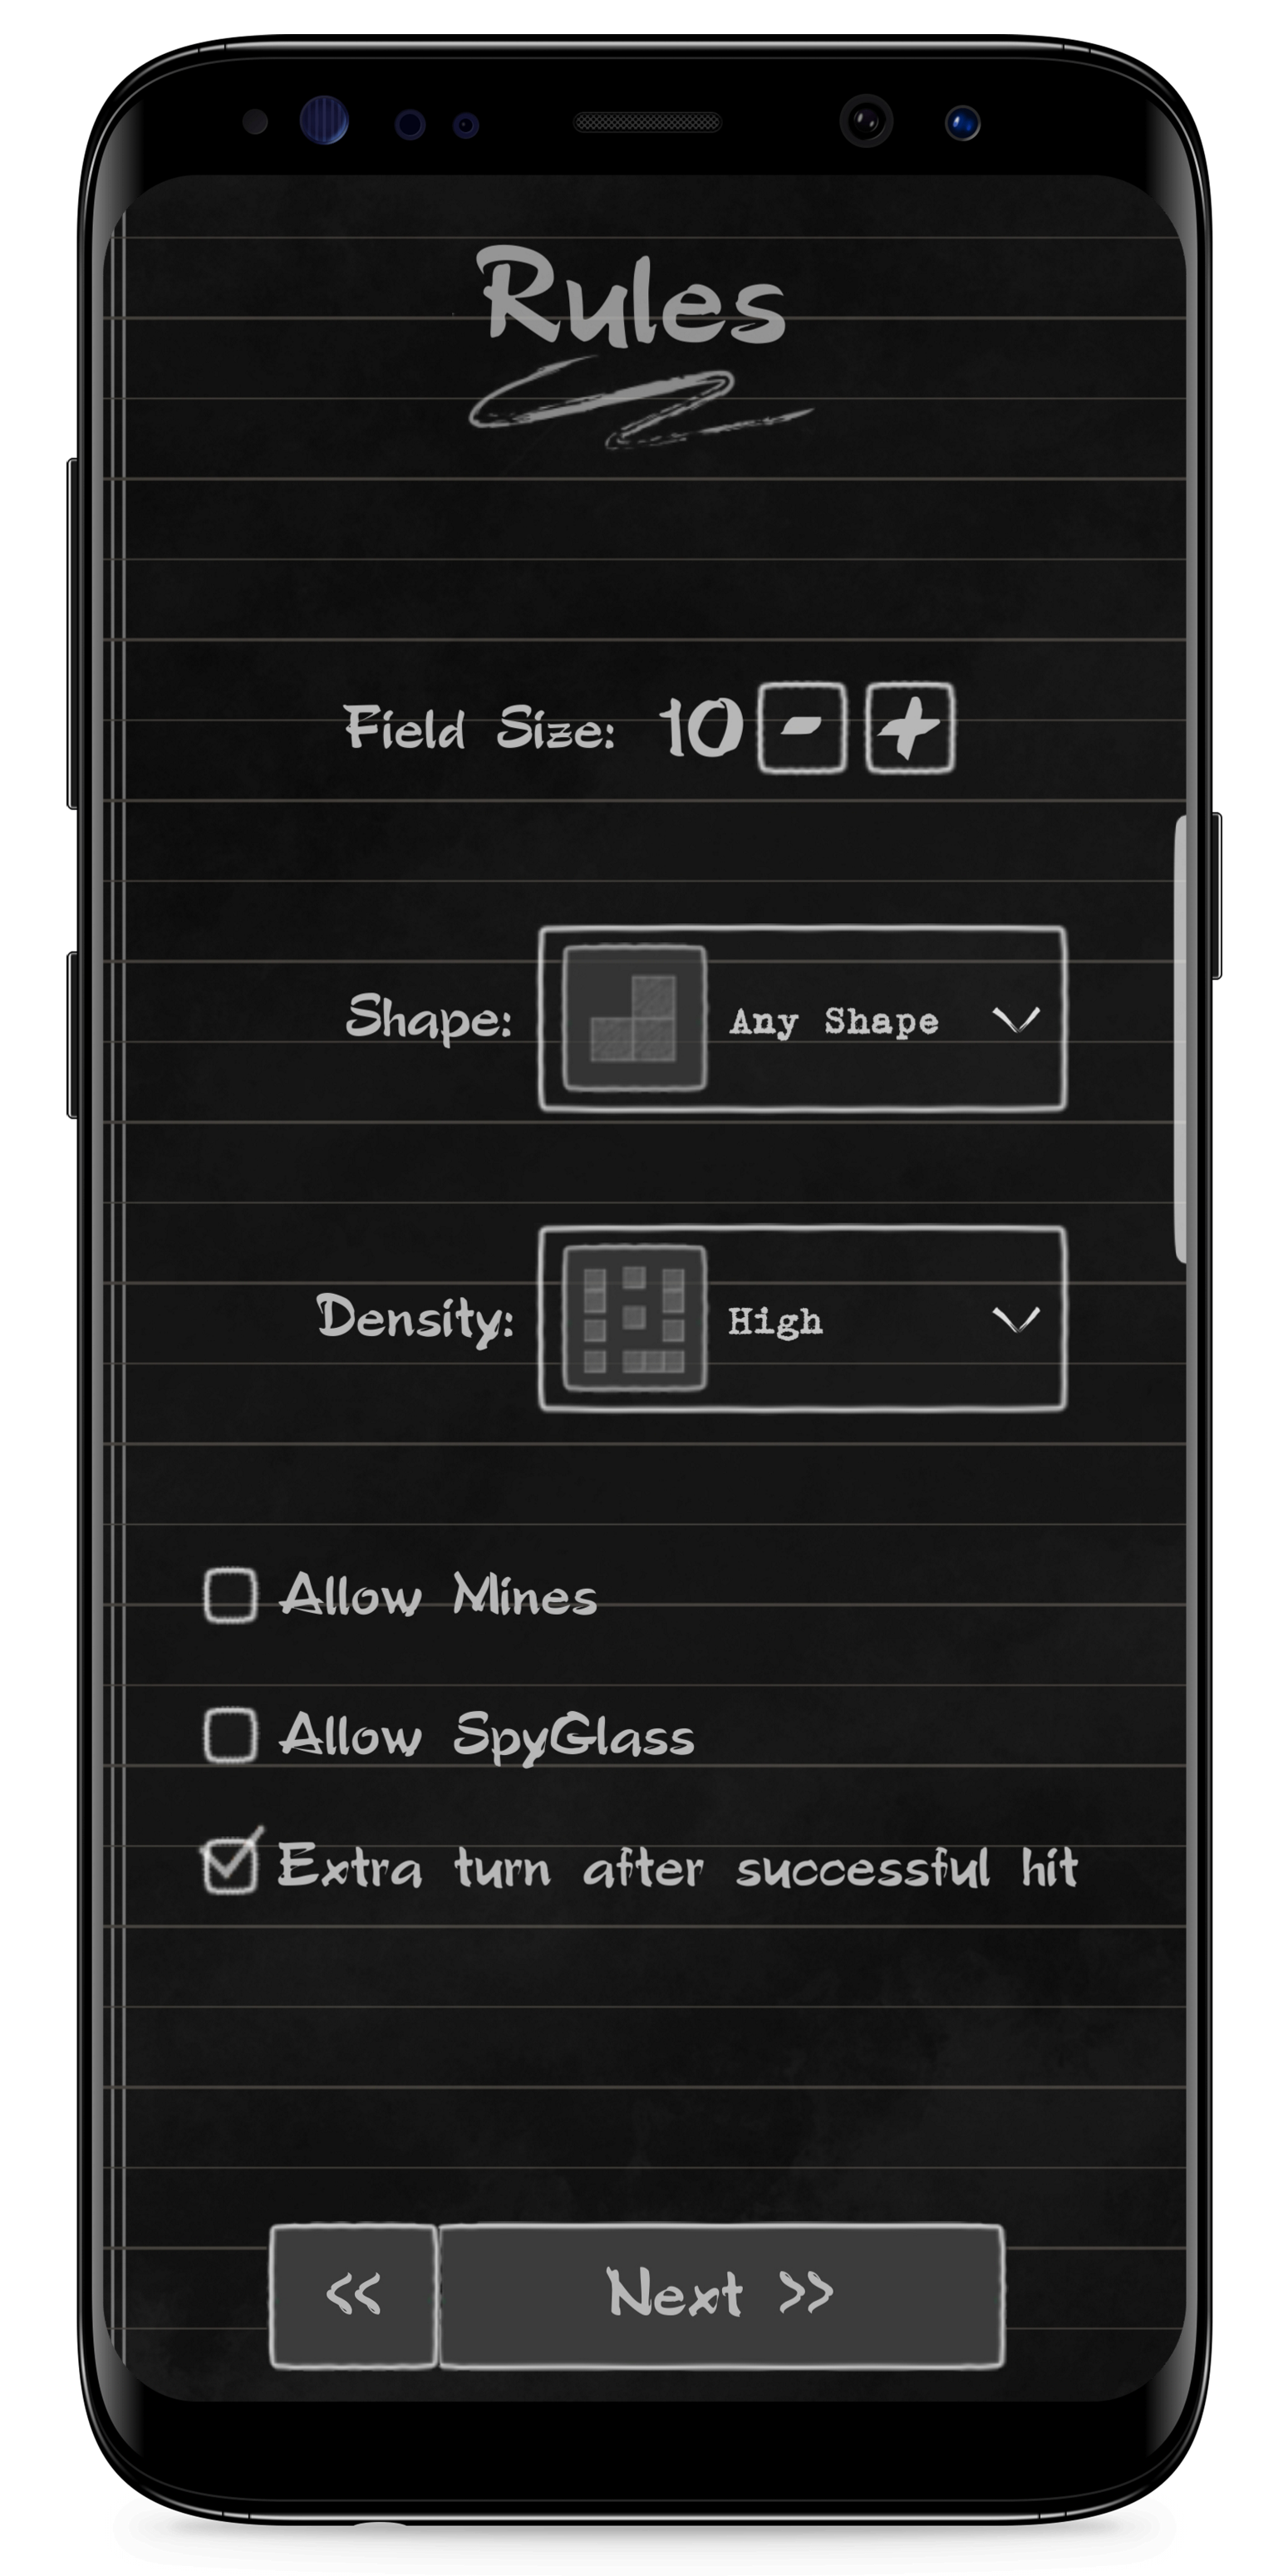 Rules
Field Size: 10 - +
Shape: Any Shape
Density: High
Allow Mines
Allow SpyGlass
Extra turn after successful hit
<< Next >>